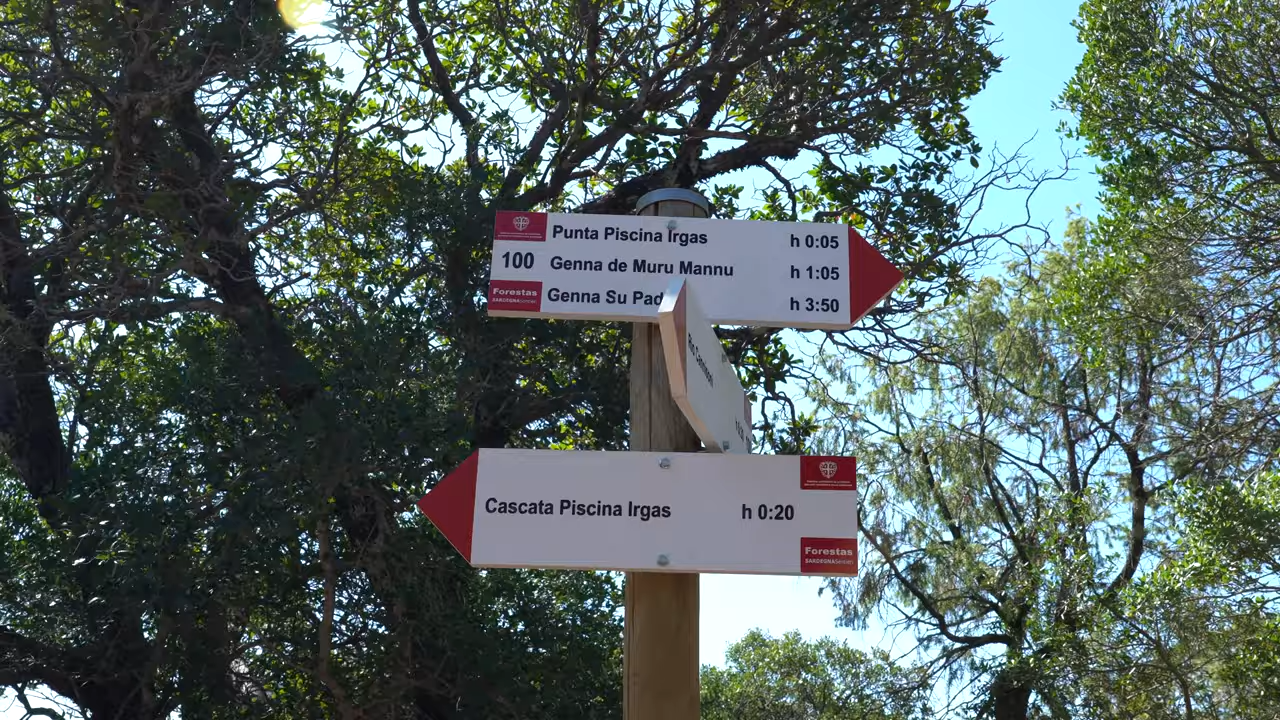 Punta Piscina Irgas h 0:05
100 Genna de Muru Mannu h 1:05
Forestas Genna Su Pad h 3:50
Cascata Piscina Irgas h 0:20
Forestas